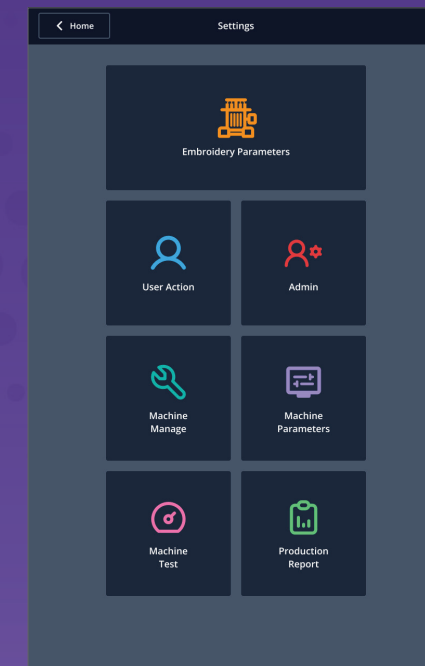 Home
Settings
Embroidery Parameters
User Action
Admin
Machine
Manage
Machine
Parameters
Machine
Test
Production
Report